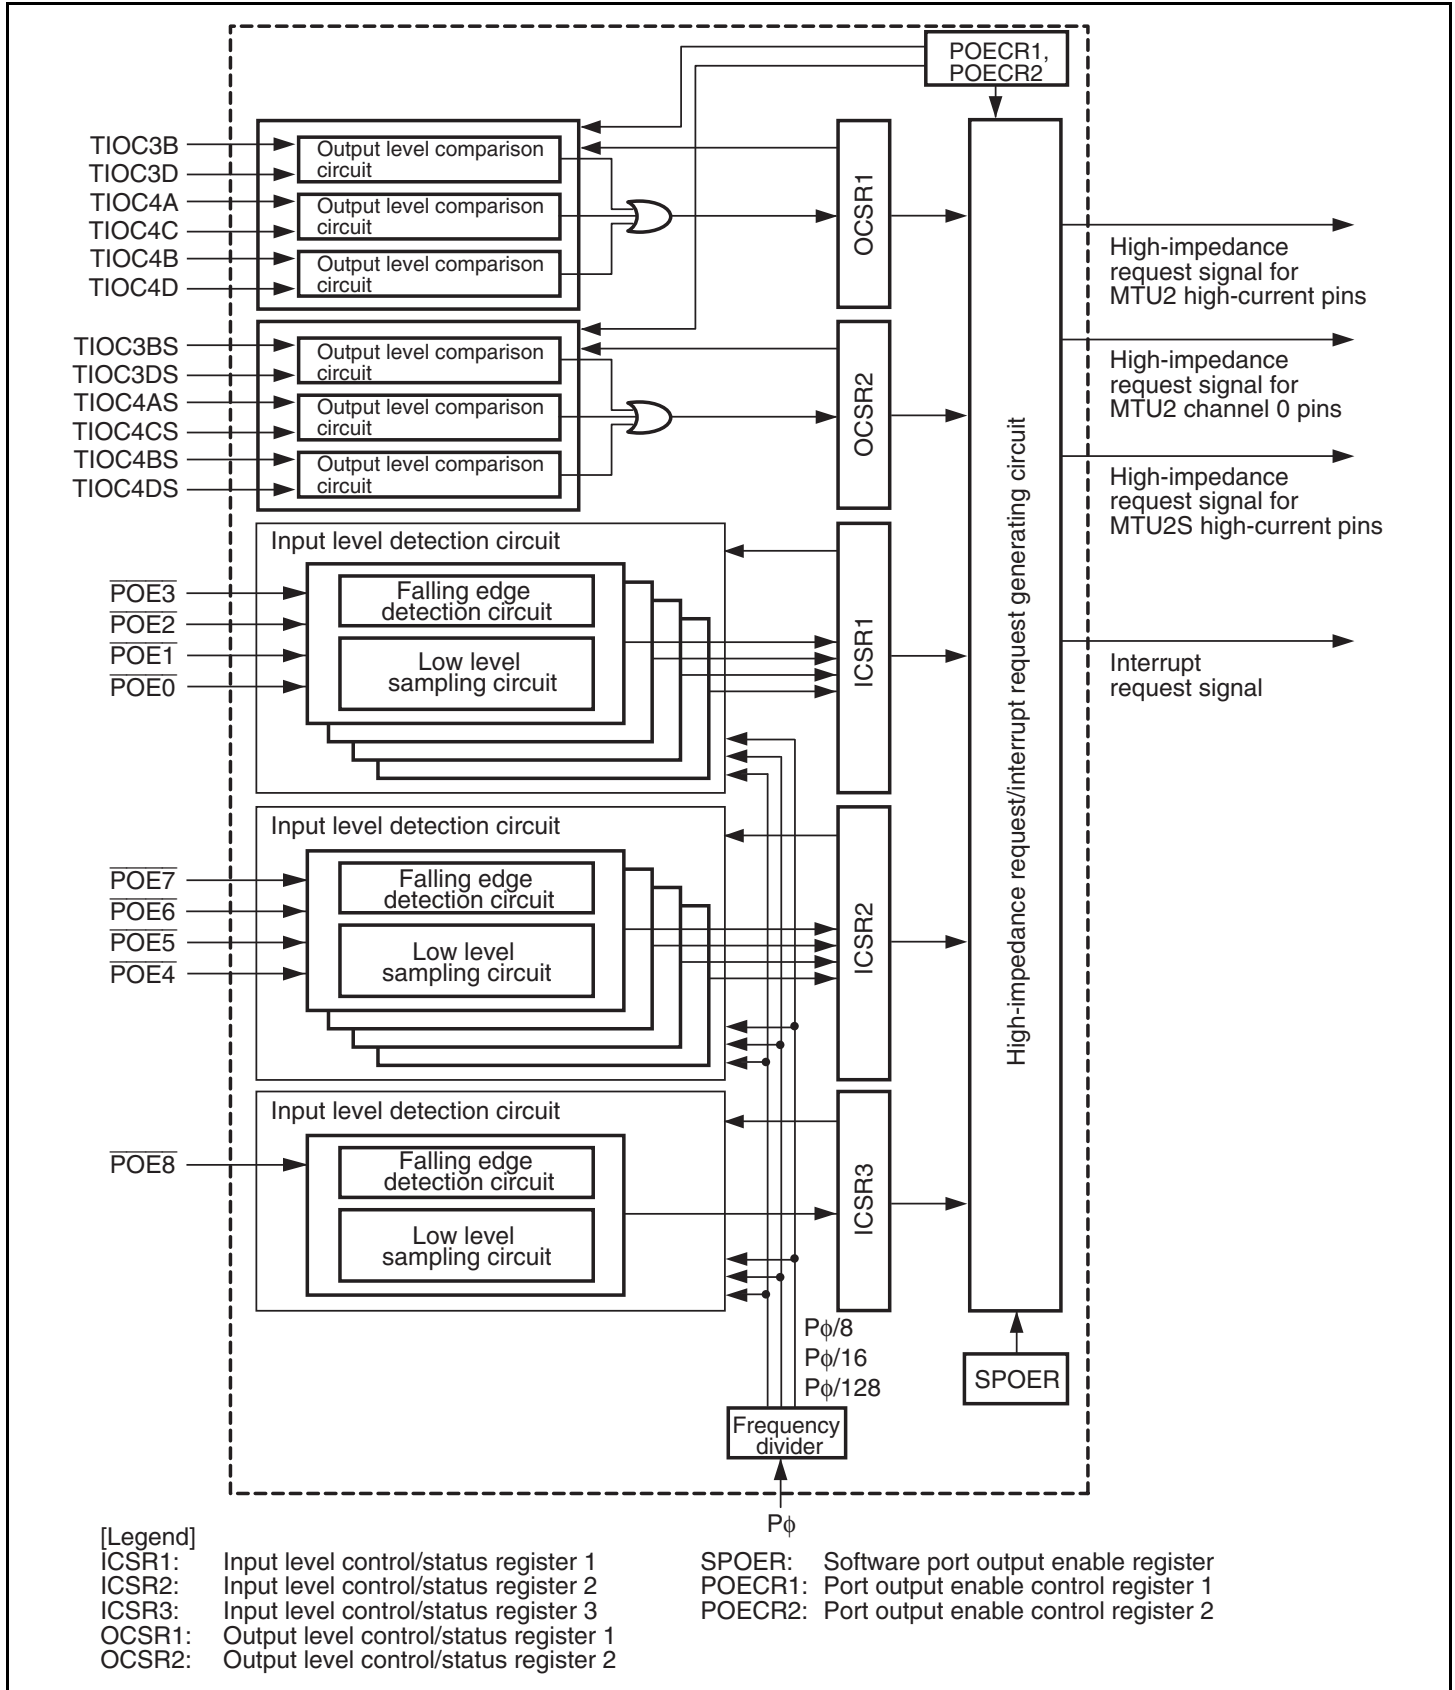 POECR1,
POECR2
TIOC3B
TIOC3D
TIOC4A
TIOC4C
TIOC4B
TIOC4D
Output level comparison
circuit
Output level comparison
circuit
Output level comparison
circuit
OCSR1
High-impedance
request signal for
MTU2 high-current pins
TIOC3BS
TIOC3DS
TIOC4AS
TIOC4CS
TIOC4BS
TIOC4DS
Output level comparison
circuit
Output level comparison
circuit
Output level comparison
circuit
OCSR2
High-impedance
request signal for
MTU2 channel 0 pins
High-impedance
request signal for
MTU2S high-current pins
High-impedance request/interrupt request generating circuit
Input level detection circuit
P̅O̅E̅3̅
P̅O̅E̅2̅
P̅O̅E̅1̅
P̅O̅E̅0̅
Falling edge
detection circuit
Low level
sampling circuit
ICSR1
Interrupt
request signal
Input level detection circuit
P̅O̅E̅7̅
P̅O̅E̅6̅
P̅O̅E̅5̅
P̅O̅E̅4̅
Falling edge
detection circuit
Low level
sampling circuit
ICSR2
Input level detection circuit
P̅O̅E̅8̅
Falling edge
detection circuit
Low level
sampling circuit
ICSR3
Pϕ/8
Pϕ/16
Pϕ/128
SPOER
Frequency
divider
Pϕ
[Legend]
ICSR1: Input level control/status register 1
ICSR2: Input level control/status register 2
ICSR3: Input level control/status register 3
OCSR1: Output level control/status register 1
OCSR2: Output level control/status register 2
SPOER: Software port output enable register
POECR1: Port output enable control register 1
POECR2: Port output enable control register 2